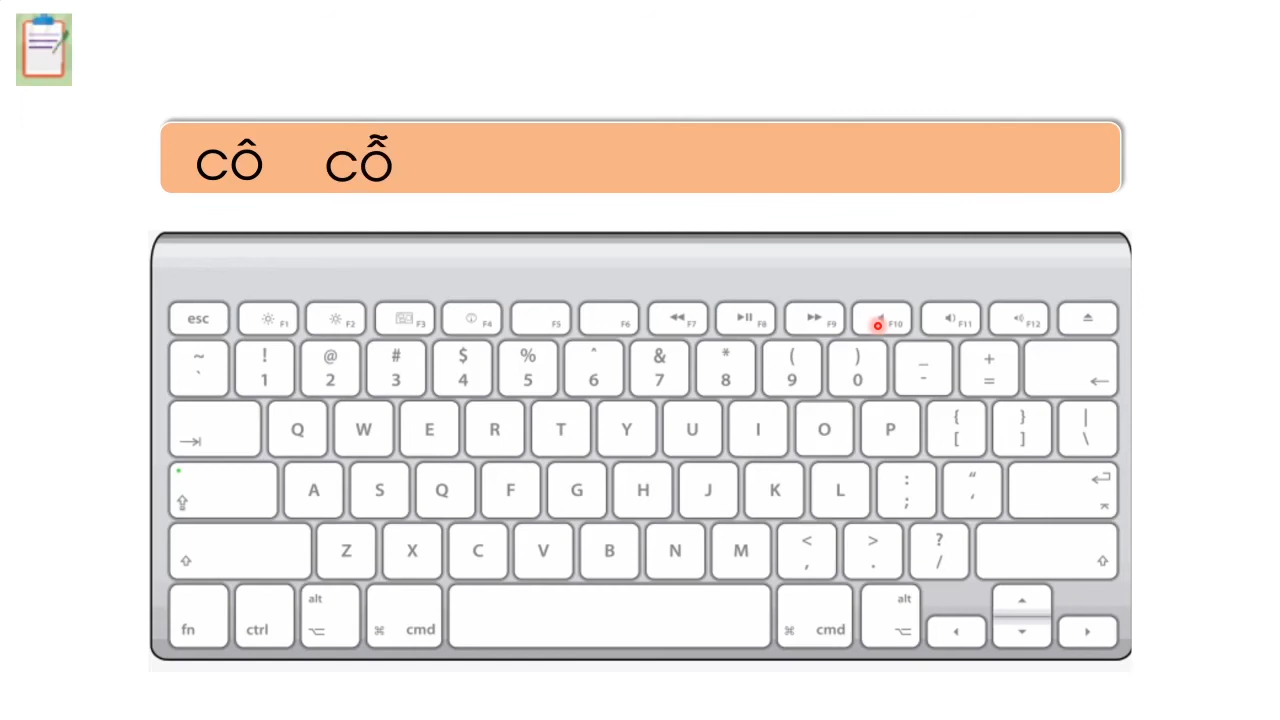 cô cỗ
esc F1 F2 F3 F4 F5 F6 F7 F8 F9 F10 F11 F12
~ ! @ # $ % ^ & * ( ) _ +
` 1 2 3 4 5 6 7 8 9 0 - =
Q W E R T Y U I O P { [ } ] | \
A S Q F G H J K L : ; " '
Z X C V B N M < , > . ? /
alt alt
fn ctrl cmd cmd